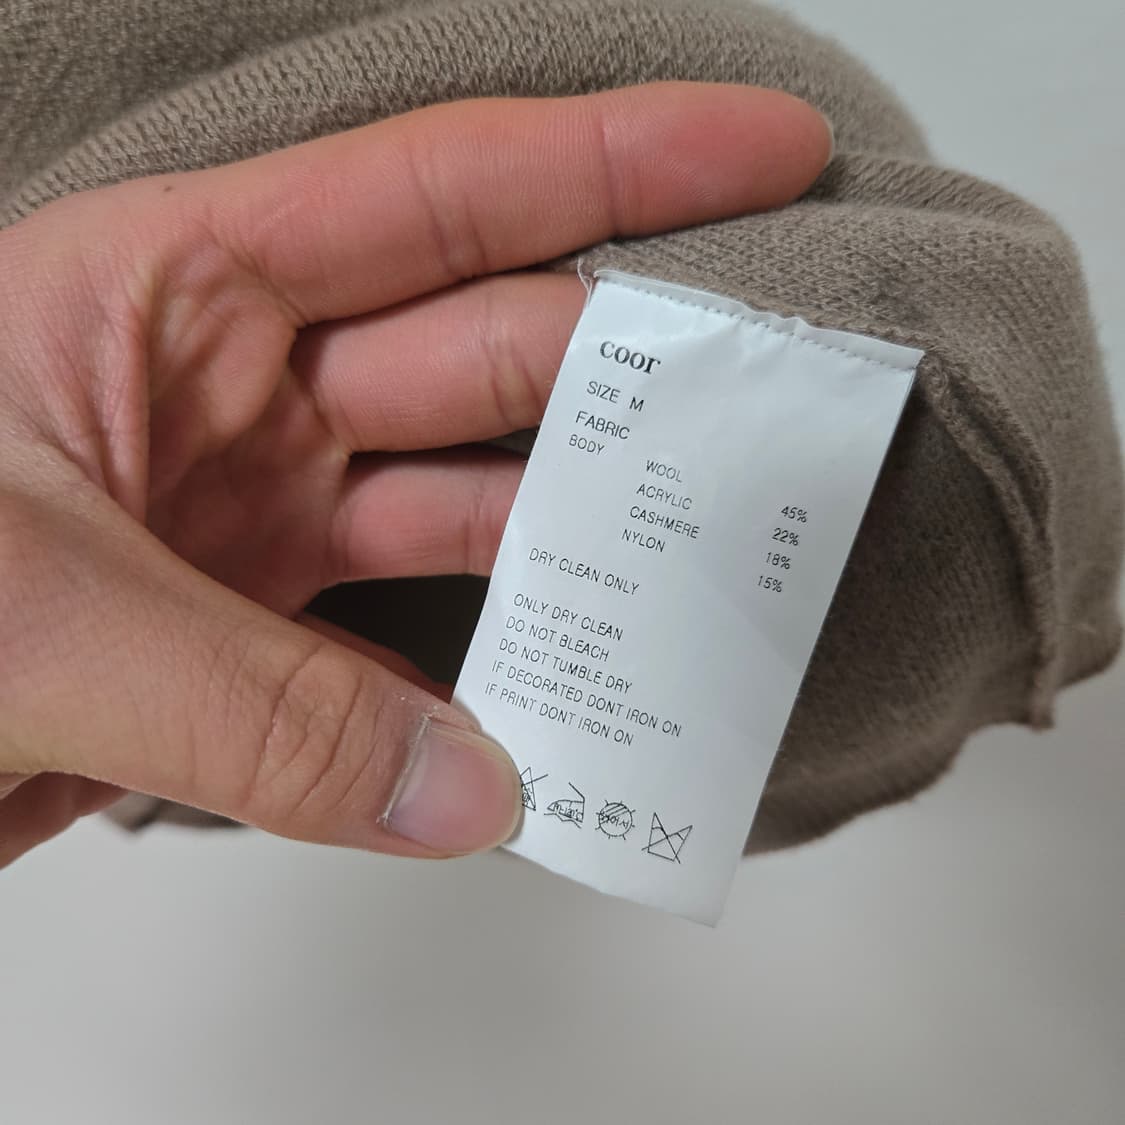 coor
SIZE M
FABRIC
BODY
WOOL 45%
ACRYLIC 22%
CASHMERE 18%
NYLON 15%
DRY CLEAN ONLY
ONLY DRY CLEAN
DO NOT BLEACH
DO NOT TUMBLE DRY
IF DECORATED DONT IRON ON
IF PRINT DONT IRON ON